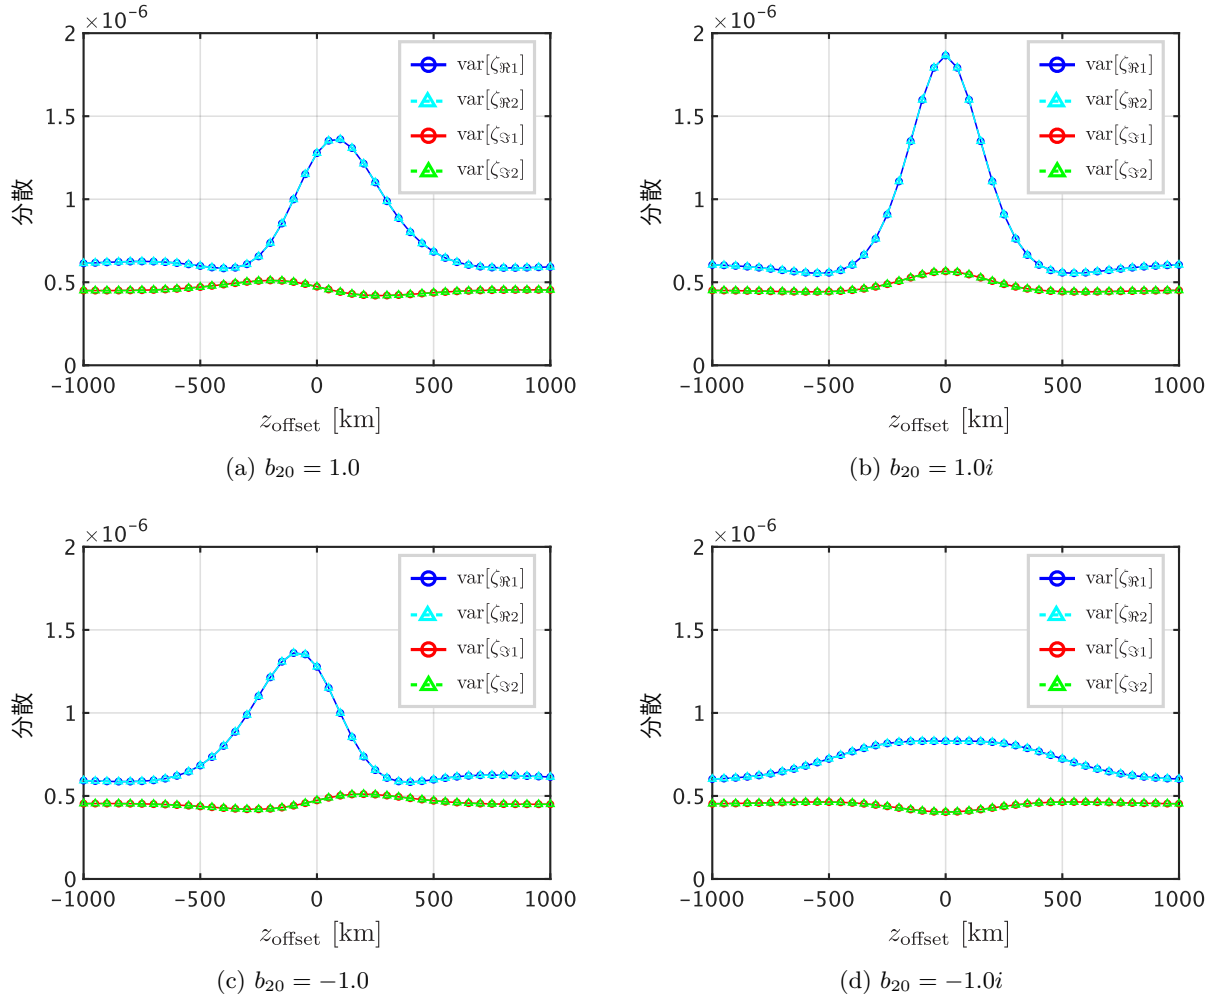 ×10⁻⁶
2
1.5
1
0.5
0
分散
var[ζ_ℜ1]
var[ζ_ℜ2]
var[ζ_ℑ1]
var[ζ_ℑ2]
−1000 −500 0 500 1000
z_offset [km]
(a) b₂₀ = 1.0
×10⁻⁶
2
1.5
1
0.5
0
分散
var[ζ_ℜ1]
var[ζ_ℜ2]
var[ζ_ℑ1]
var[ζ_ℑ2]
−1000 −500 0 500 1000
z_offset [km]
(b) b₂₀ = 1.0i
×10⁻⁶
2
1.5
1
0.5
0
分散
var[ζ_ℜ1]
var[ζ_ℜ2]
var[ζ_ℑ1]
var[ζ_ℑ2]
−1000 −500 0 500 1000
z_offset [km]
(c) b₂₀ = −1.0
×10⁻⁶
2
1.5
1
0.5
0
分散
var[ζ_ℜ1]
var[ζ_ℜ2]
var[ζ_ℑ1]
var[ζ_ℑ2]
−1000 −500 0 500 1000
z_offset [km]
(d) b₂₀ = −1.0i